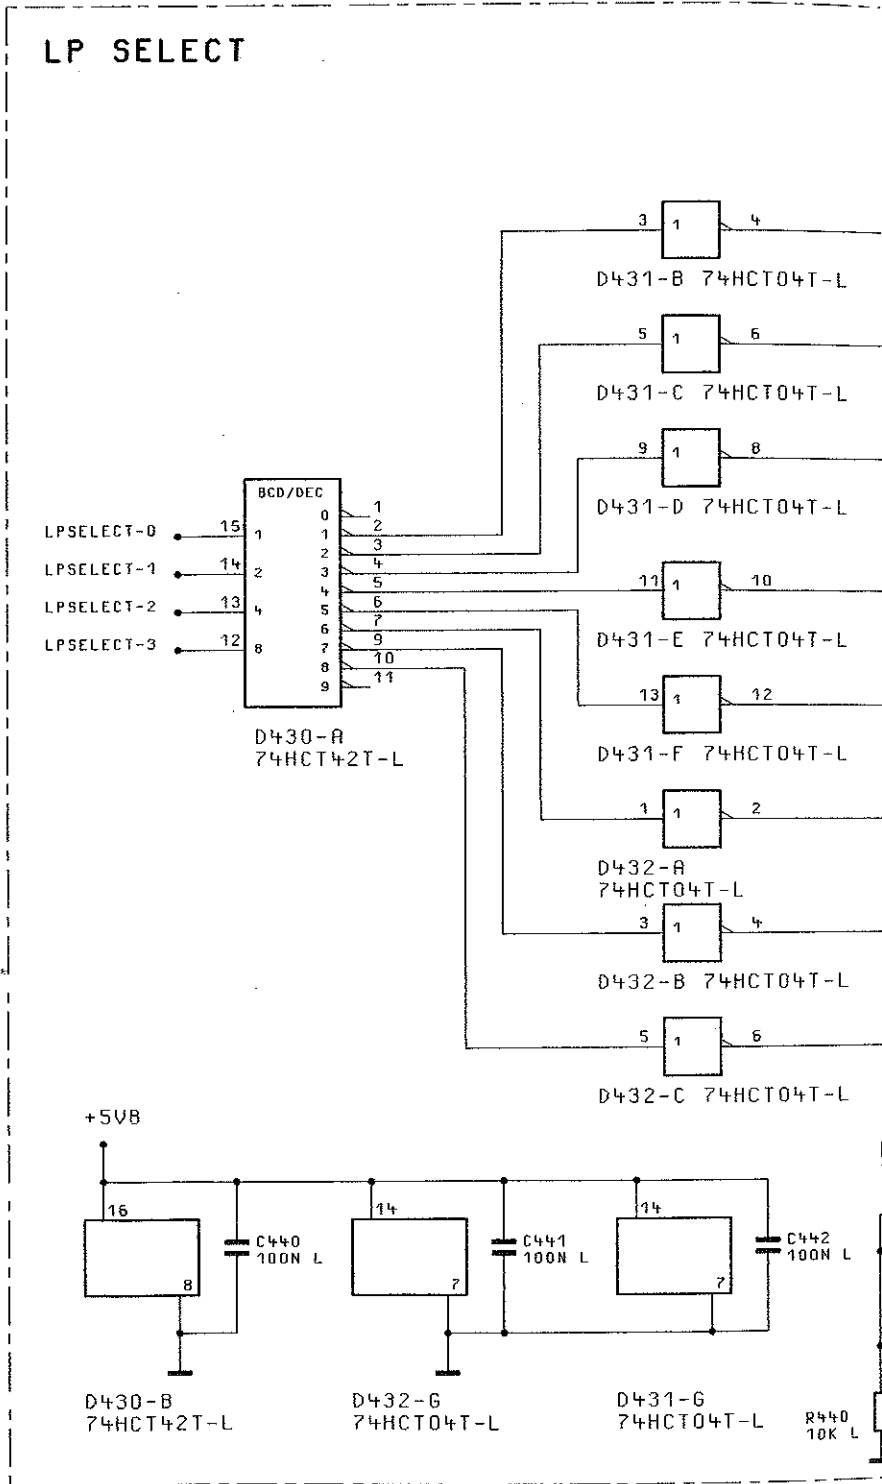 LP SELECT
3 1 4
D431-B 74HCT04T-L
5 1 6
D431-C 74HCT04T-L
9 1 8
D431-D 74HCT04T-L
BCD/DEC
0 1
LPSELECT-0 15 1 1 2
2 3
LPSELECT-1 14 2 3 4
4 5
LPSELECT-2 13 4 5 6
6 7
LPSELECT-3 12 8 7 9
8 10
9 11
D430-A
74HCT42T-L
11 1 10
D431-E 74HCT04T-L
13 1 12
D431-F 74HCT04T-L
1 1 2
D432-A
74HCT04T-L
3 1 4
D432-B 74HCT04T-L
5 1 6
D432-C 74HCT04T-L
+5VB
16
8
C440
100N L
14
7
C441
100N L
14
7
C442
100N L
D430-B
74HCT42T-L
D432-G
74HCT04T-L
D431-G
74HCT04T-L
R440
10K L